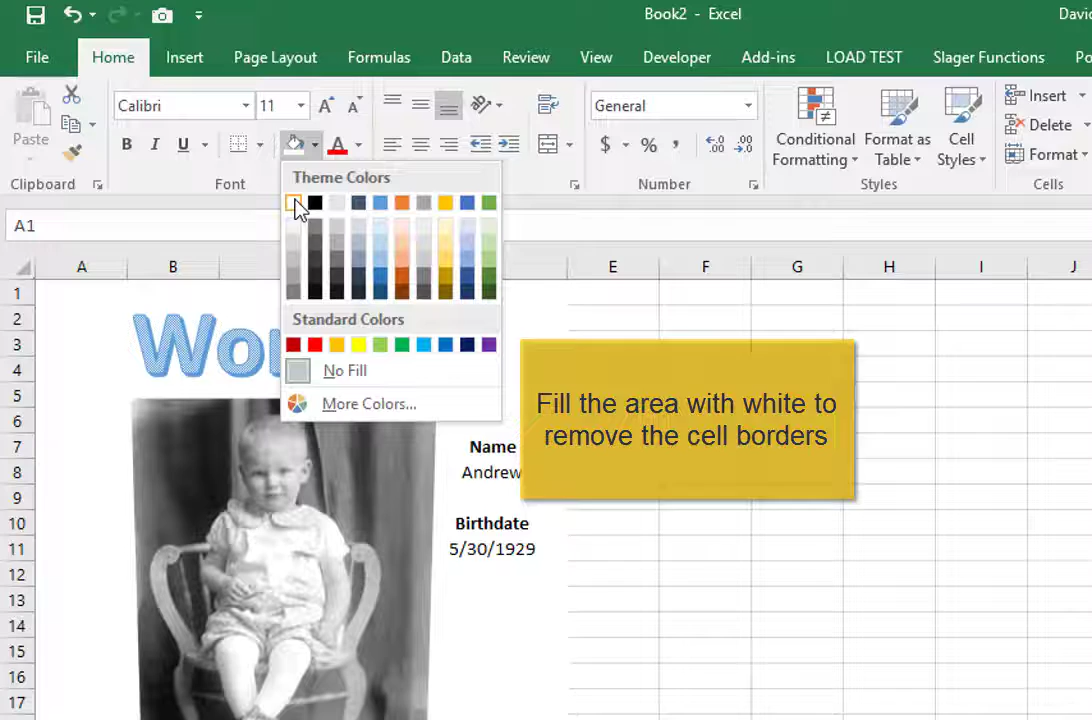 Book2 - Excel
File Home Insert Page Layout Formulas Data Review View Developer Add-ins LOAD TEST Slager Functions
Calibri 11 General Insert
Paste B I U A $ % Conditional Formatting Format as Table Cell Styles Delete
Format
Clipboard Font Number Styles Cells
Theme Colors
A1
A B E F G H I J
1
2
Standard Colors
3
4
No Fill
5
More Colors...
Fill the area with white to
remove the cell borders
6
7 Name
8 Andrew
9
10 Birthdate
11 5/30/1929
12
13
14
15
16
17